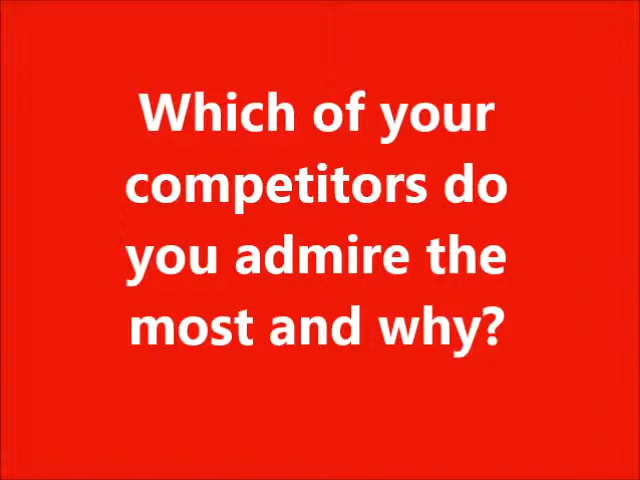 Which of your
competitors do
you admire the
most and why?